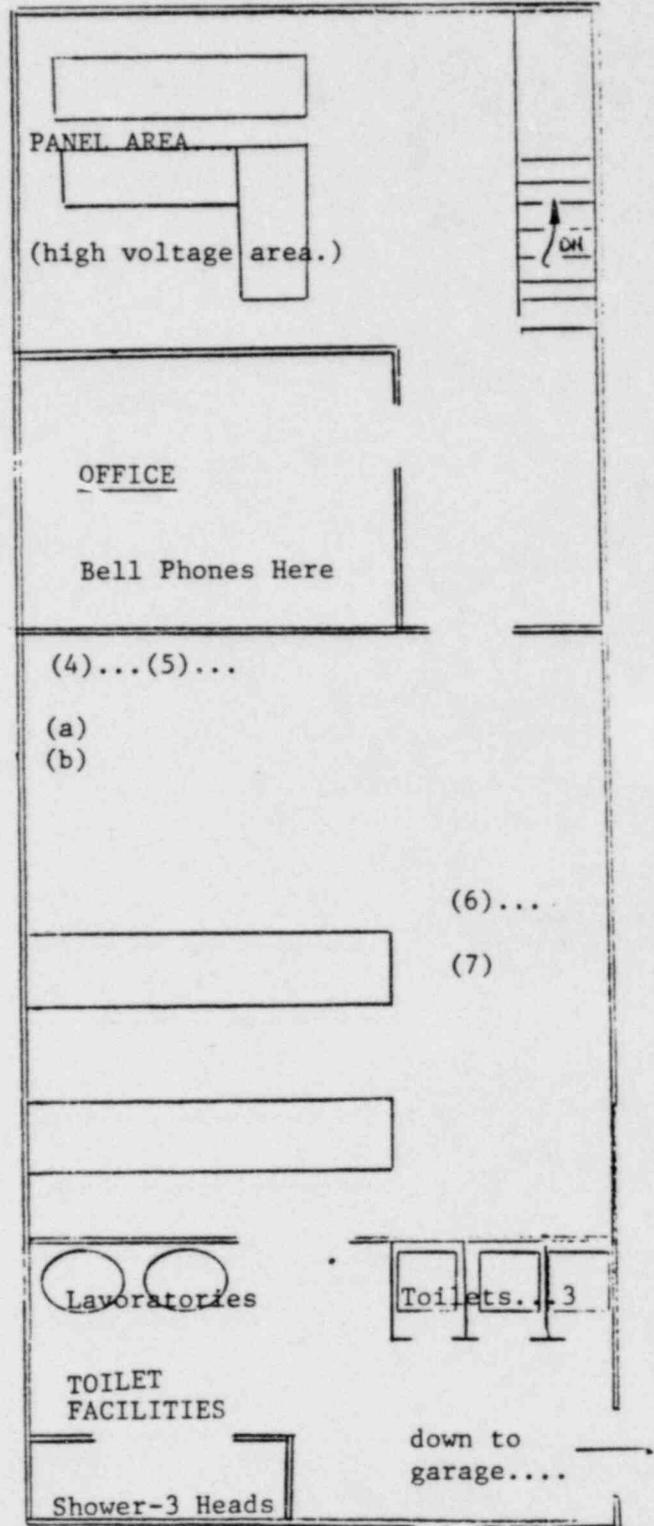 PANEL AREA...
DN
(high voltage area.)
OFFICE
Bell Phones Here
(4)...(5)...
(a)
(b)
(6)...
(7)
Lavoratories
Toilets...3
TOILET
FACILITIES
down to
garage....
Shower-3 Heads